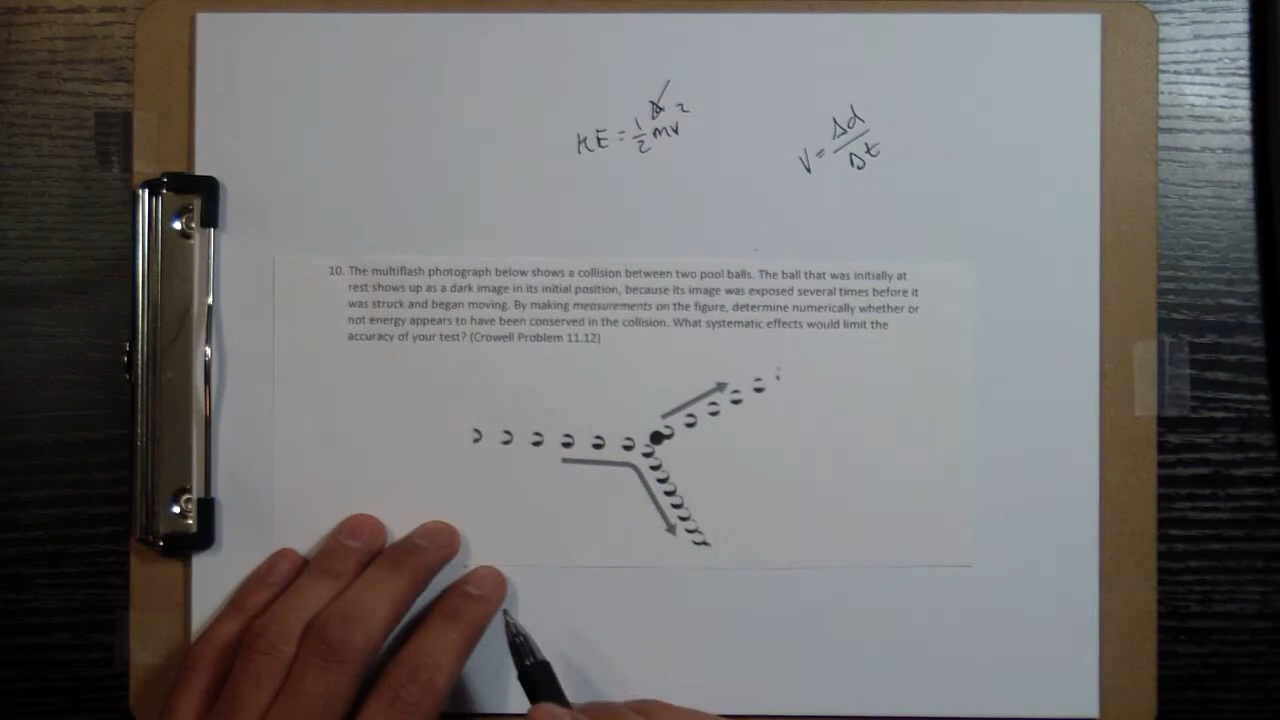 KE = 1/2 mv²
v = Δd/Δt
10. The multiflash photograph below shows a collision between two pool balls. The ball that was initially at
rest shows up as a dark image in its initial position, because its image was exposed several times before it
was struck and began moving. By making measurements on the figure, determine numerically whether or
not energy appears to have been conserved in the collision. What systematic effects would limit the
accuracy of your test? (Crowell Problem 11.12)